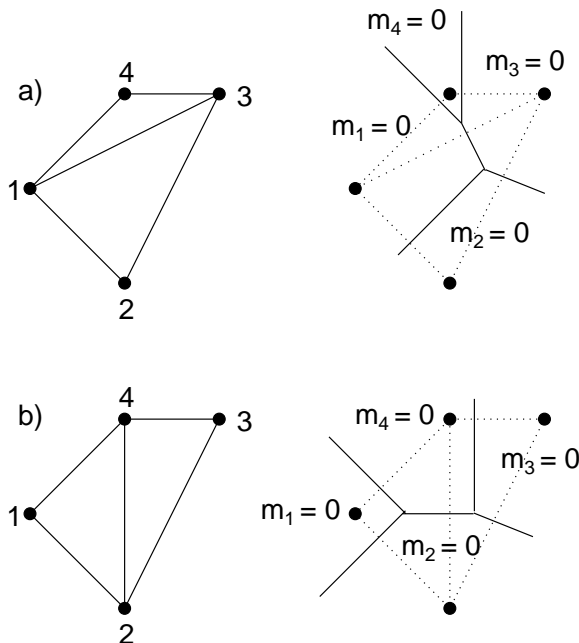 a)
4
3
1
2
m4 = 0
m3 = 0
m1 = 0
m2 = 0
b)
4
3
1
2
m4 = 0
m3 = 0
m1 = 0
m2 = 0